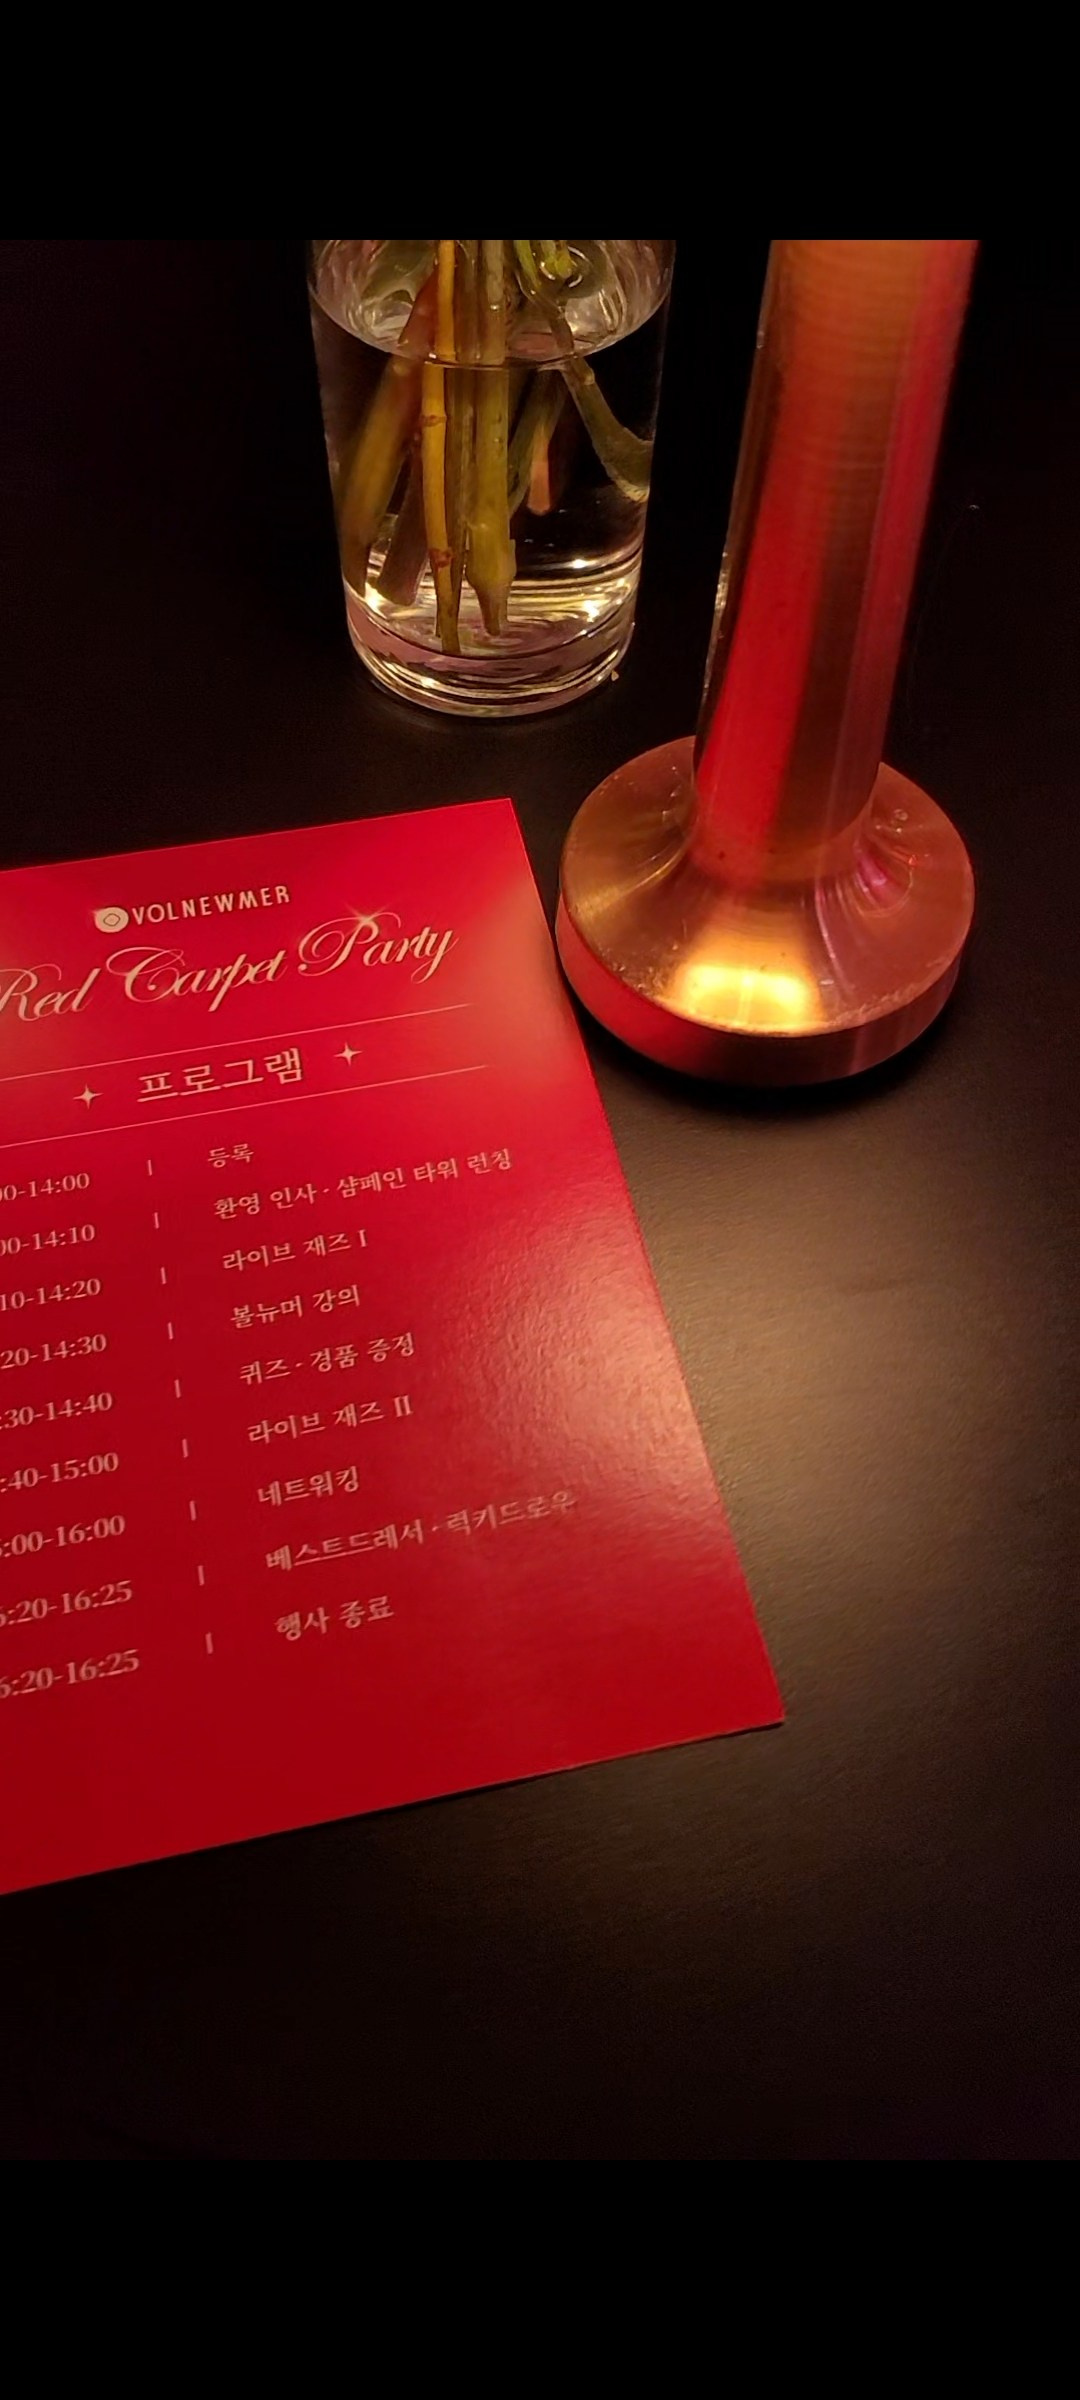 VOLNEWMER
Red Carpet Party
프로그램
00-14:00 | 등록
00-14:10 | 환영 인사 · 샴페인 타워 런칭
10-14:20 | 라이브 재즈 I
20-14:30 | 볼뉴머 강의
:30-14:40 | 퀴즈 · 경품 증정
:40-15:00 | 라이브 재즈 II
:00-16:00 | 네트워킹
6:20-16:25 | 베스트드레서 · 럭키드로우
6:20-16:25 | 행사 종료